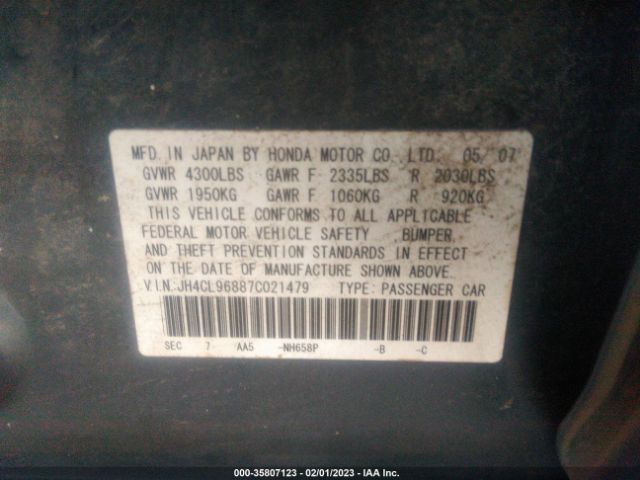 MFD. IN JAPAN BY HONDA MOTOR CO., LTD. 05/07
GVWR 4300LBS GAWR F 2335LBS R 2030LBS
GVWR 1950KG GAWR F 1060KG R 920KG
THIS VEHICLE CONFORMS TO ALL APPLICABLE
FEDERAL MOTOR VEHICLE SAFETY, BUMPER,
AND THEFT PREVENTION STANDARDS IN EFFECT
ON THE DATE OF MANUFACTURE SHOWN ABOVE.
V.I.N.:JH4CL96887C021479 TYPE: PASSENGER CAR
SEC 7 AA5 -NH658P -B -C
000-35807123 - 02/01/2023 - IAA Inc.